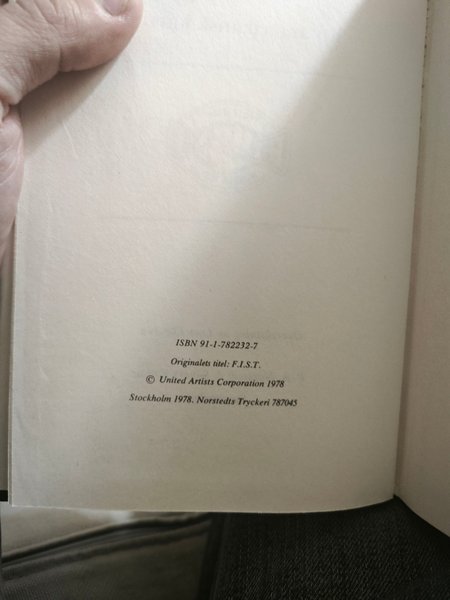 ISBN 91-1-782232-7
Originalets titel: F.I.S.T.
© United Artists Corporation 1978
Stockholm 1978. Norstedts Tryckeri 787045